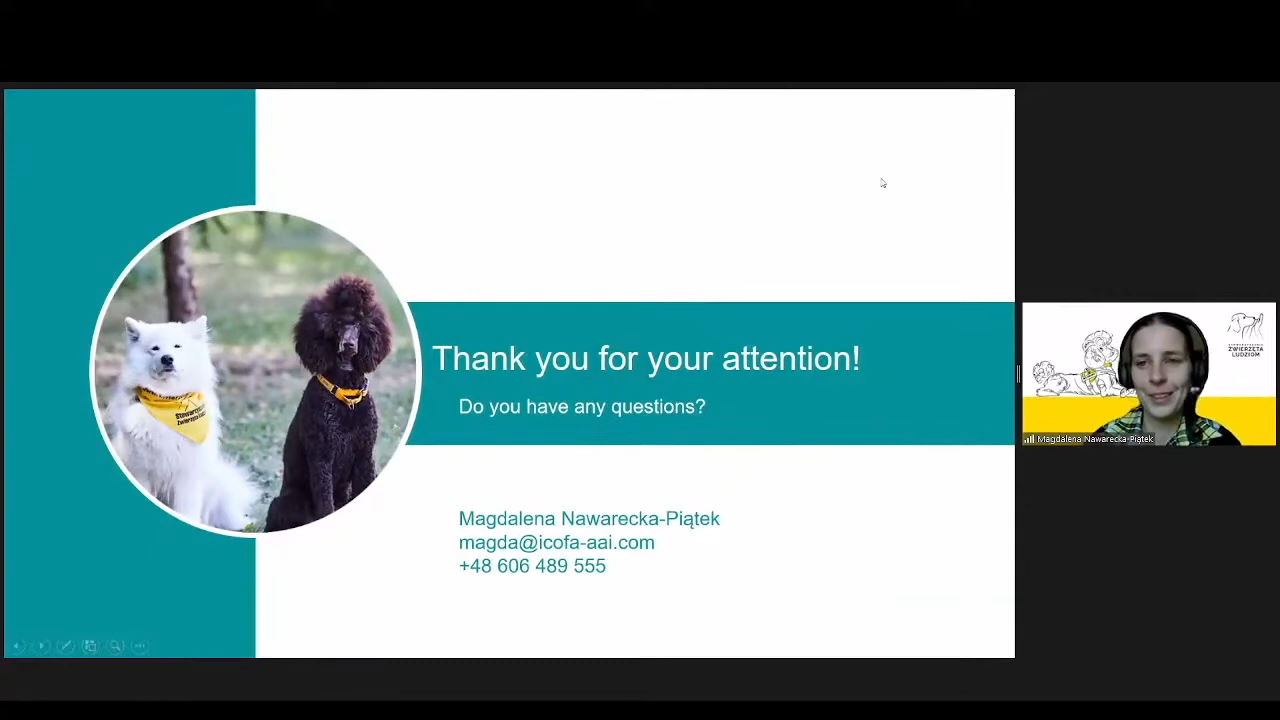 Thank you for your attention!
Do you have any questions?
Magdalena Nawarecka-Piątek
magda@icofa-aai.com
+48 606 489 555
ZWIERZĘTA
LUDZIOM
Magdalena Nawarecka-Piątek